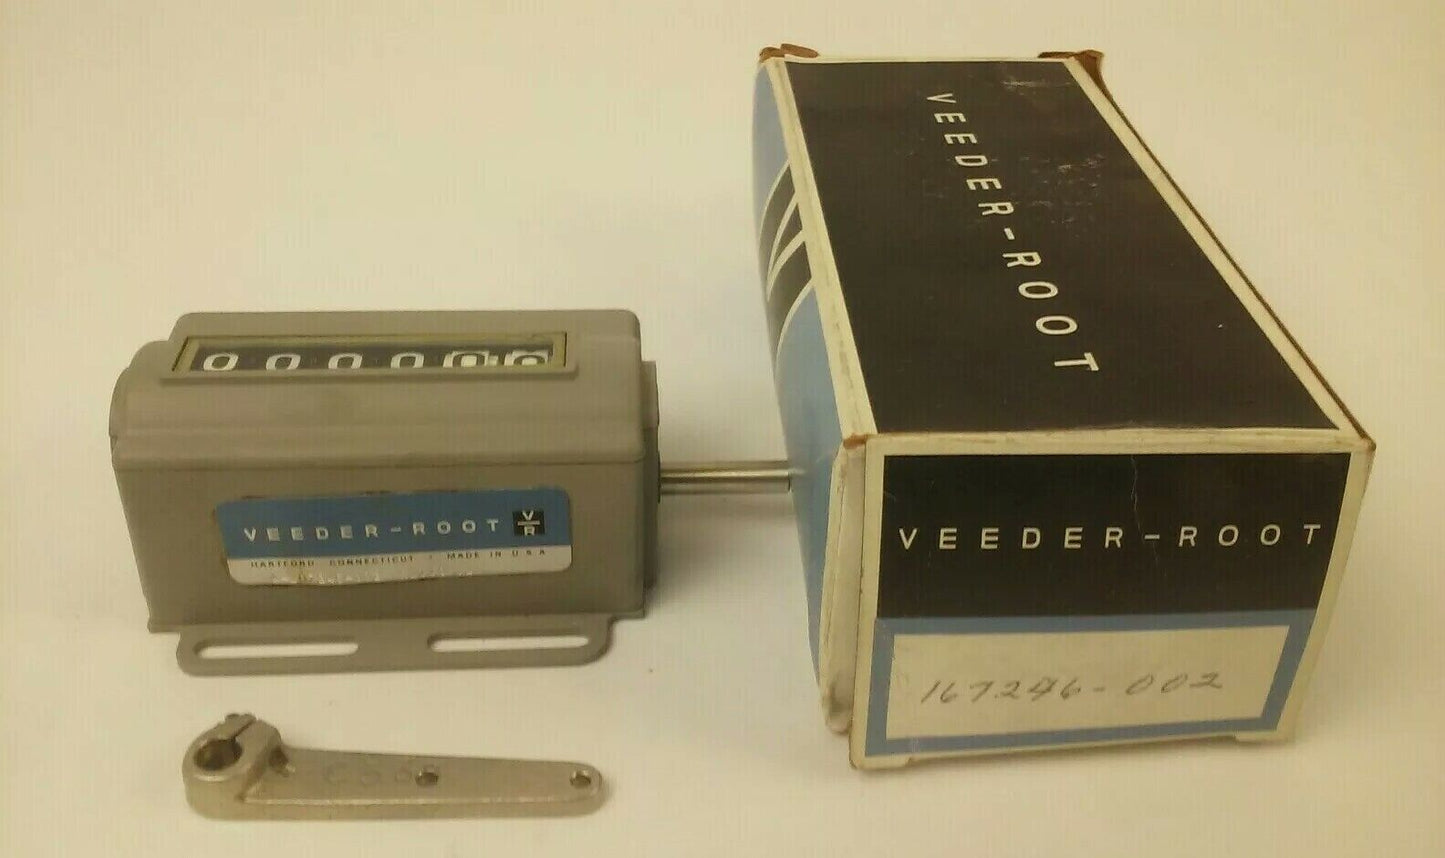 VEEDER-ROOT
000000
VEEDER-ROOT V/R
HARTFORD CONNECTICUT · MADE IN U S A
VEEDER-ROOT
167246-002